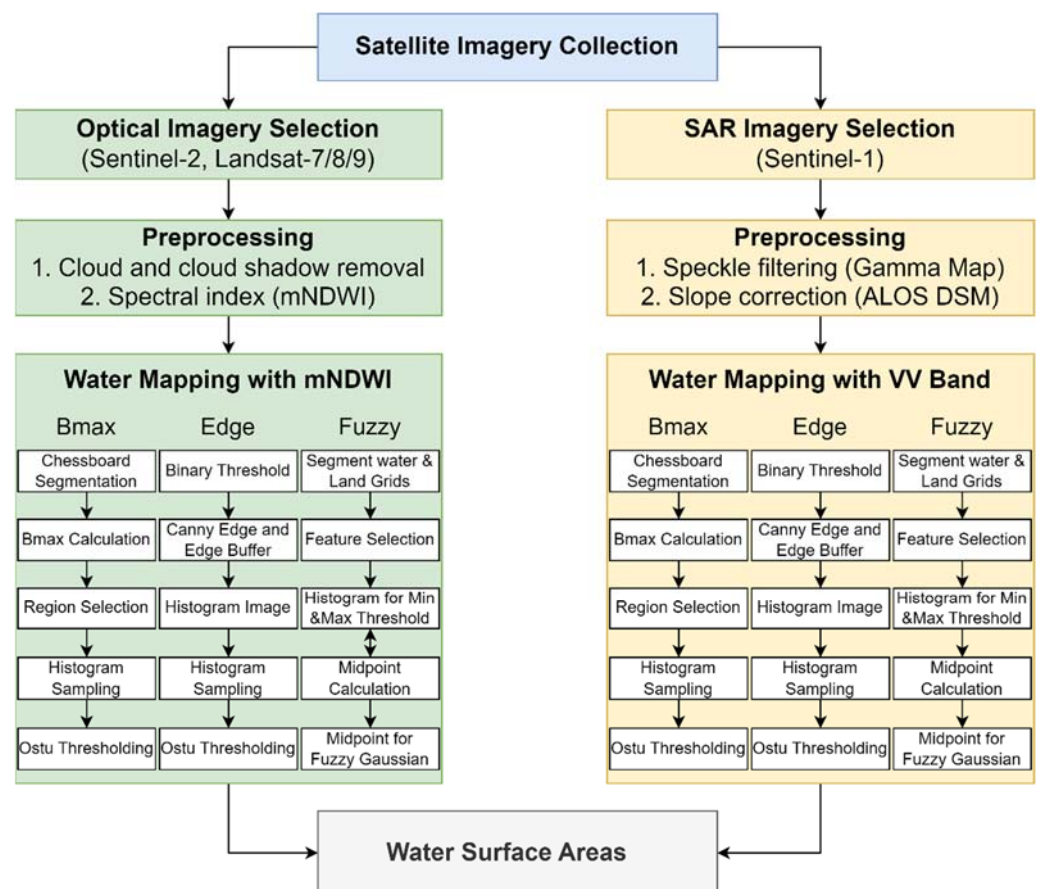 Satellite Imagery Collection
Optical Imagery Selection
(Sentinel-2, Landsat-7/8/9)
Preprocessing
1. Cloud and cloud shadow removal
2. Spectral index (mNDWI)
Water Mapping with mNDWI
Bmax
Edge
Fuzzy
Chessboard
Segmentation
Bmax Calculation
Region Selection
Histogram
Sampling
Ostu Thresholding
Binary Threshold
Canny Edge and
Edge Buffer
Histogram Image
Histogram
Sampling
Ostu Thresholding
Segment water &
Land Grids
Feature Selection
Histogram for Min
&Max Threshold
Midpoint
Calculation
Midpoint for
Fuzzy Gaussian
SAR Imagery Selection
(Sentinel-1)
Preprocessing
1. Speckle filtering (Gamma Map)
2. Slope correction (ALOS DSM)
Water Mapping with VV Band
Bmax
Edge
Fuzzy
Chessboard
Segmentation
Bmax Calculation
Region Selection
Histogram
Sampling
Ostu Thresholding
Binary Threshold
Canny Edge and
Edge Buffer
Histogram Image
Histogram
Sampling
Ostu Thresholding
Segment water &
Land Grids
Feature Selection
Histogram for Min
&Max Threshold
Midpoint
Calculation
Midpoint for
Fuzzy Gaussian
Water Surface Areas